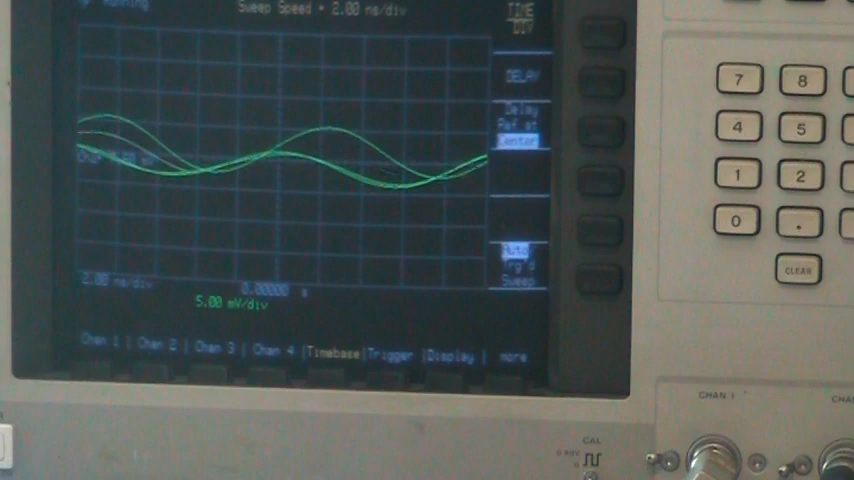 Running
Sweep Speed = 2.00 ns/div
TIME
DIV
DELAY
Delay
Ref at
Center
Auto
Trg'd
Sweep
2.00 ns/div
0.00000 s
5.00 mV/div
Chan 1 | Chan 2 | Chan 3 | Chan 4 |Timebase|Trigger |Display | more
7 8
4 5
1 2
0 .
CLEAR
CHAN 1
CAL
0